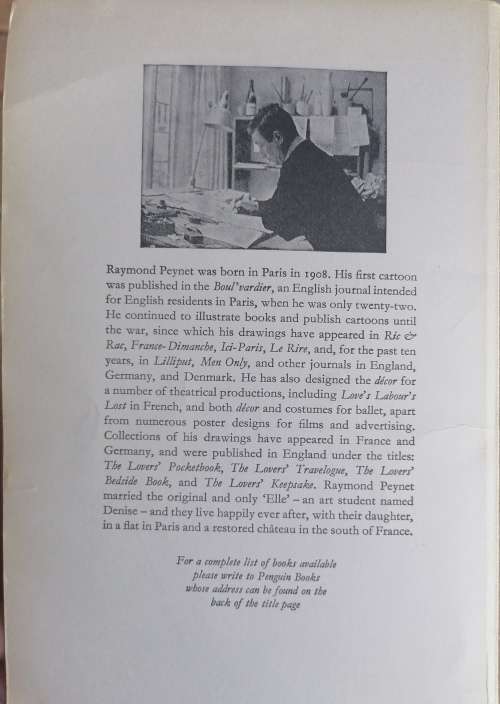 Raymond Peynet was born in Paris in 1908. His first cartoon
was published in the Boul'vardier, an English journal intended
for English residents in Paris, when he was only twenty-two.
He continued to illustrate books and publish cartoons until
the war, since which his drawings have appeared in Ric &
Rac, France-Dimanche, Ici-Paris, Le Rire, and, for the past ten
years, in Lilliput, Men Only, and other journals in England,
Germany, and Denmark. He has also designed the décor for
a number of theatrical productions, including Love's Labour's
Lost in French, and both décor and costumes for ballet, apart
from numerous poster designs for films and advertising.
Collections of his drawings have appeared in France and
Germany, and were published in England under the titles:
The Lovers' Pocketbook, The Lovers' Travelogue, The Lovers'
Bedside Book, and The Lovers' Keepsake. Raymond Peynet
married the original and only 'Elle' – an art student named
Denise – and they live happily ever after, with their daughter,
in a flat in Paris and a restored château in the south of France.
For a complete list of books available
please write to Penguin Books
whose address can be found on the
back of the title page